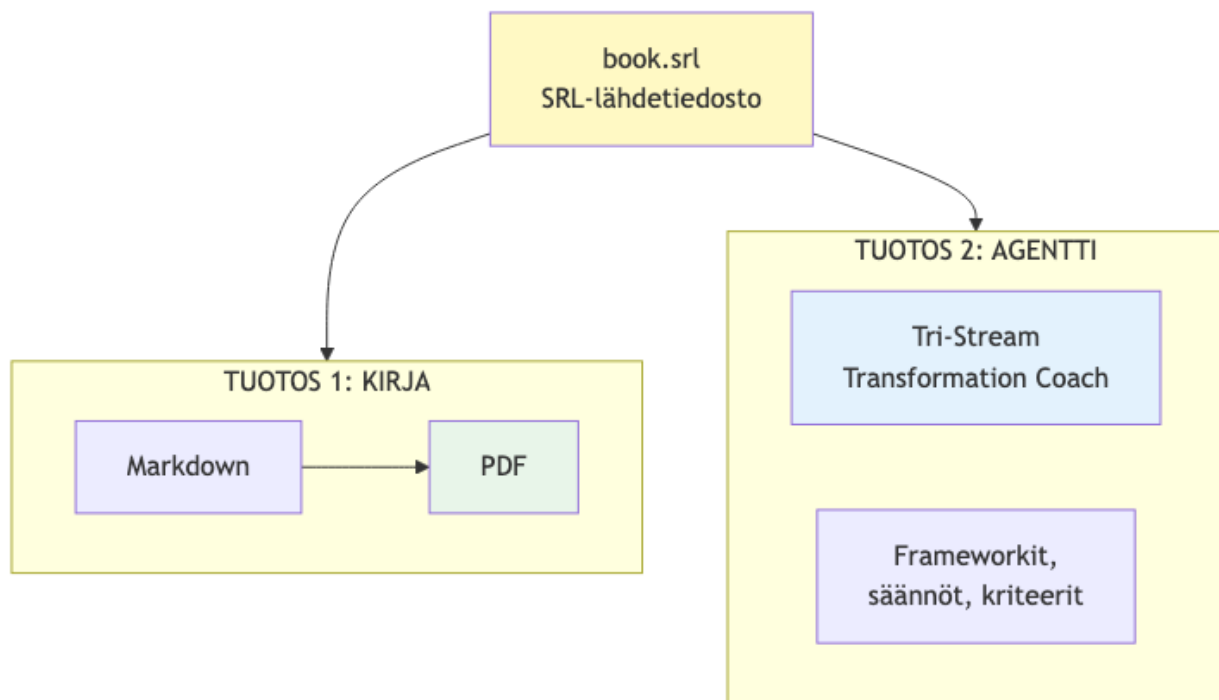 book.srl
SRL-lähdetiedosto
TUOTOS 2: AGENTTI
Tri-Stream
Transformation Coach
TUOTOS 1: KIRJA
Markdown
PDF
Frameworkit,
säännöt, kriteerit